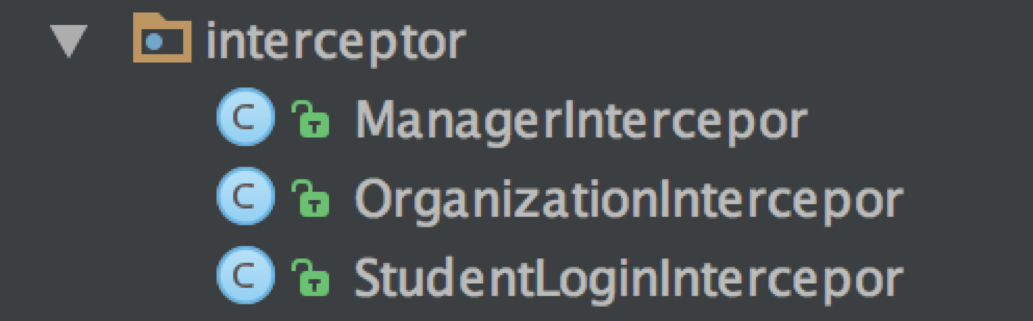 interceptor
C ManagerIntercepor
C OrganizationIntercepor
C StudentLoginIntercepor